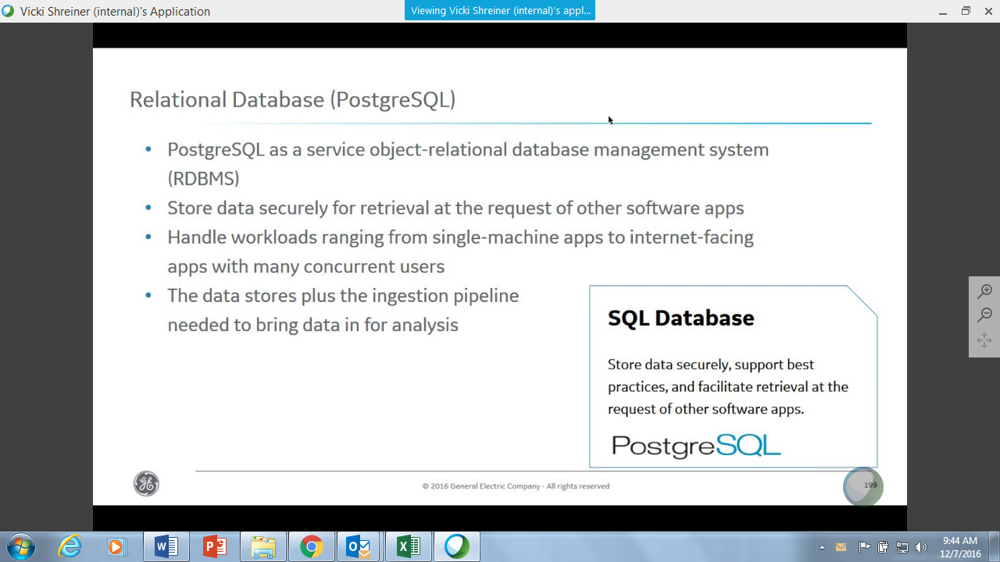 Vicki Shreiner (internal)'s Application
Viewing Vicki Shreiner (internal)'s appl...
Relational Database (PostgreSQL)
• PostgreSQL as a service object-relational database management system
(RDBMS)
• Store data securely for retrieval at the request of other software apps
• Handle workloads ranging from single-machine apps to internet-facing
apps with many concurrent users
• The data stores plus the ingestion pipeline
needed to bring data in for analysis
SQL Database
Store data securely, support best
practices, and facilitate retrieval at the
request of other software apps.
PostgreSQL
© 2016 General Electric Company - All rights reserved
199
9:44 AM
12/7/2016